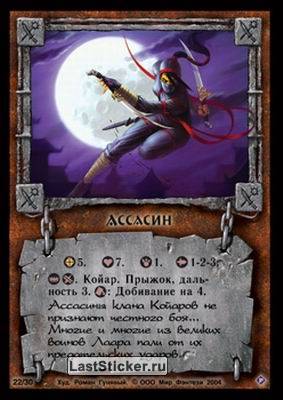 АССАСИН
5. 7. 1. 1-2-3.
. Койар. Прыжок, даль-
ность 3. : Добивание на 4.
Ассасины клана Койаров не
признают честного боя...
Многие и многие из великих
воинов Лаара пали от их
предательских ударов.
LastSticker.ru
22/30 Худ. Роман Гунявый. © ООО Мир Фэнтези 2004